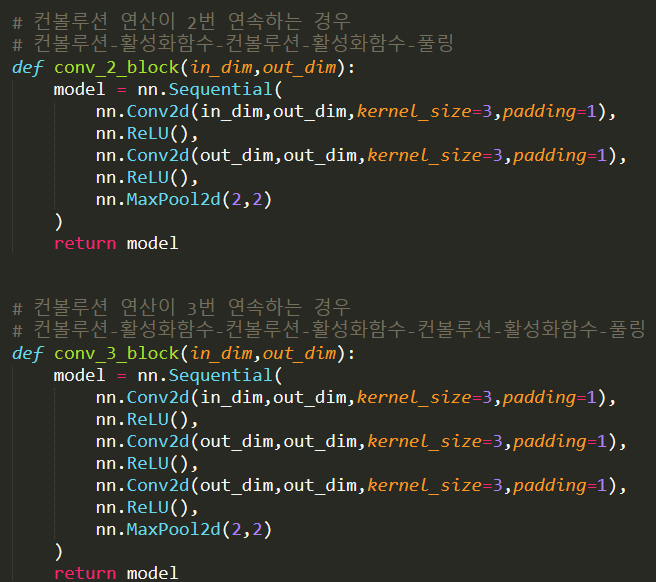 # 컨볼루션 연산이 2번 연속하는 경우
# 컨볼루션-활성화함수-컨볼루션-활성화함수-풀링
def conv_2_block(in_dim,out_dim):
    model = nn.Sequential(
        nn.Conv2d(in_dim,out_dim,kernel_size=3,padding=1),
        nn.ReLU(),
        nn.Conv2d(out_dim,out_dim,kernel_size=3,padding=1),
        nn.ReLU(),
        nn.MaxPool2d(2,2)
    )
    return model
# 컨볼루션 연산이 3번 연속하는 경우
# 컨볼루션-활성화함수-컨볼루션-활성화함수-컨볼루션-활성화함수-풀링
def conv_3_block(in_dim,out_dim):
    model = nn.Sequential(
        nn.Conv2d(in_dim,out_dim,kernel_size=3,padding=1),
        nn.ReLU(),
        nn.Conv2d(out_dim,out_dim,kernel_size=3,padding=1),
        nn.ReLU(),
        nn.Conv2d(out_dim,out_dim,kernel_size=3,padding=1),
        nn.ReLU(),
        nn.MaxPool2d(2,2)
    )
    return model